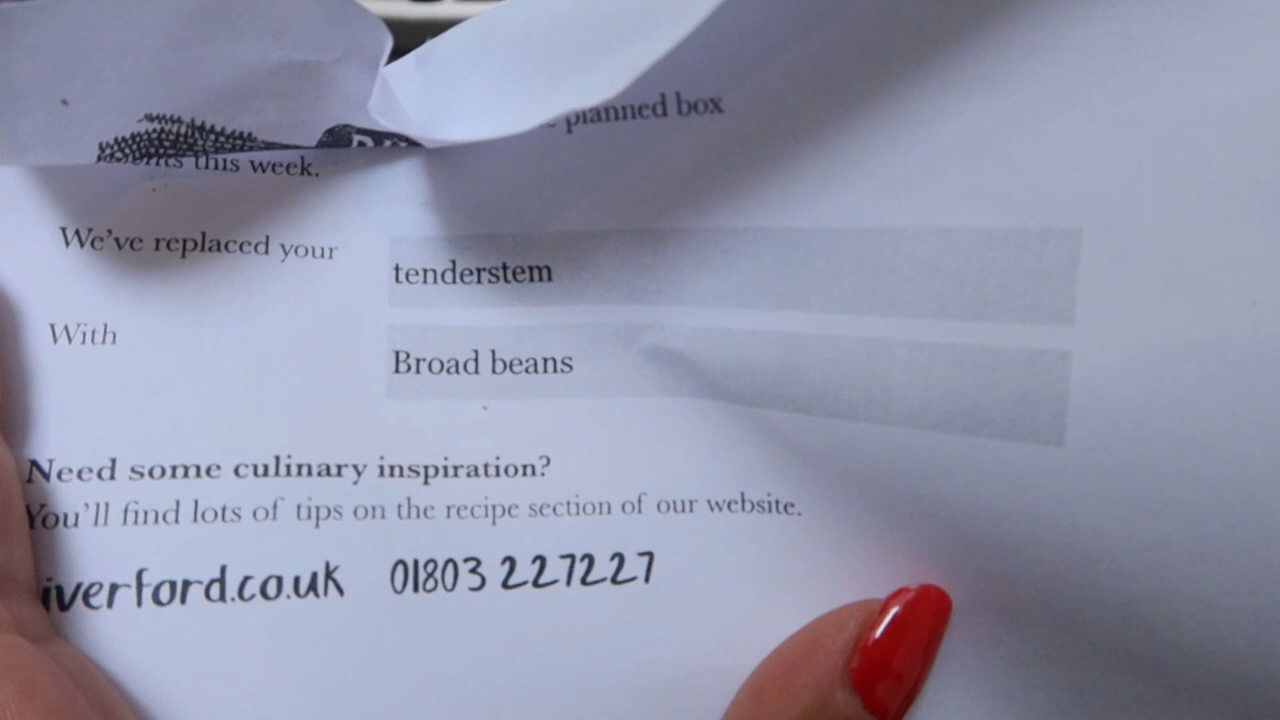 planned box
this week.
We've replaced your
tenderstem
With
Broad beans
Need some culinary inspiration?
You'll find lots of tips on the recipe section of our website.
iverford.co.uk 01803 227227